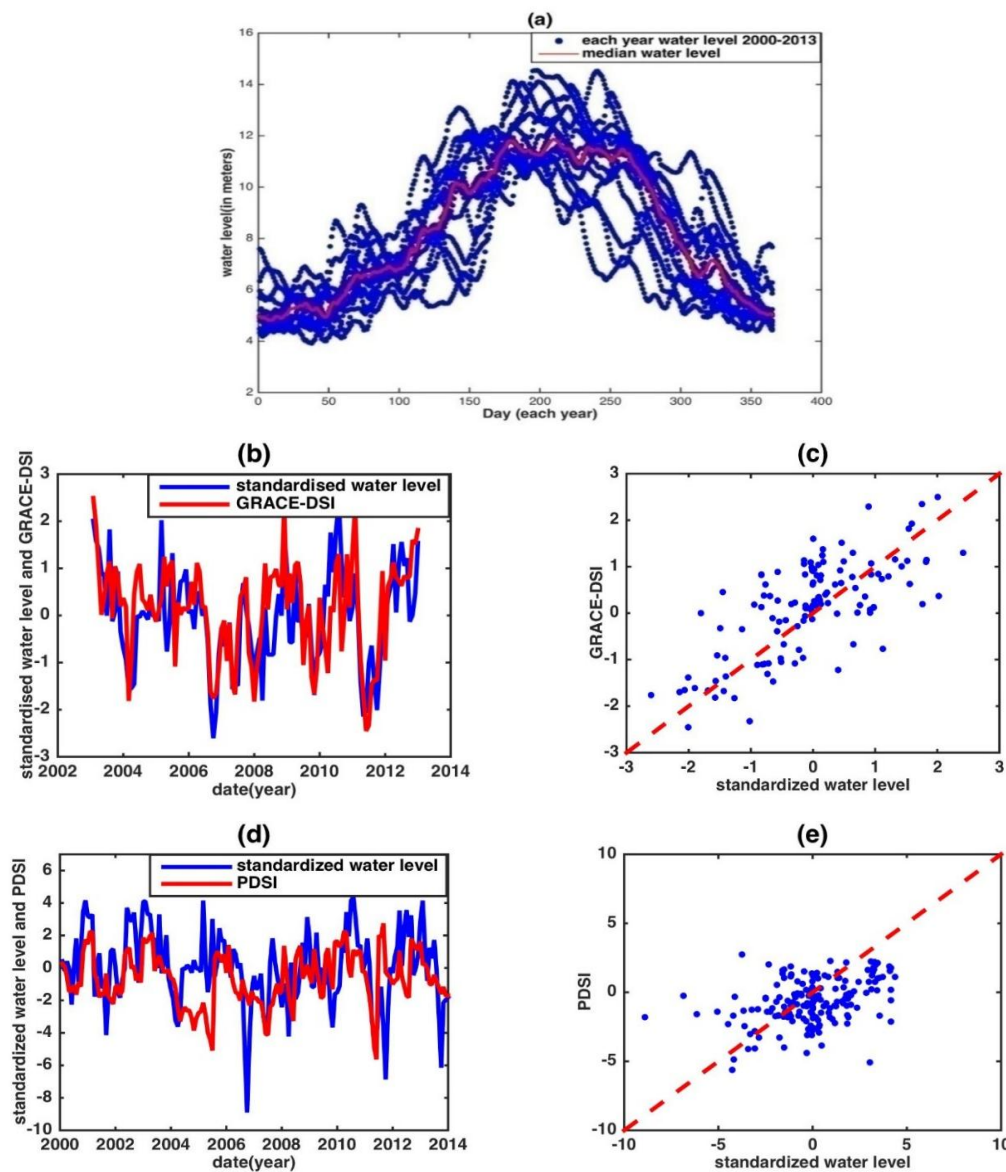 (a)
each year water level 2000-2013
median water level
16
14
12
10
8
6
4
2
water level(in meters)
0 50 100 150 200 250 300 350 400
Day (each year)
(b)
standardised water level
GRACE-DSI
3
2
1
0
-1
-2
-3
standardised water level and GRACE-DSI
2002 2004 2006 2008 2010 2012 2014
date(year)
(c)
3
2
1
0
-1
-2
-3
GRACE-DSI
-3 -2 -1 0 1 2 3
standardized water level
(d)
standardized water level
PDSI
6
4
2
0
-2
-4
-6
-8
-10
standardized water level and PDSI
2000 2002 2004 2006 2008 2010 2012 2014
date(year)
(e)
10
5
0
-5
-10
PDSI
-10 -5 0 5 10
standardized water level